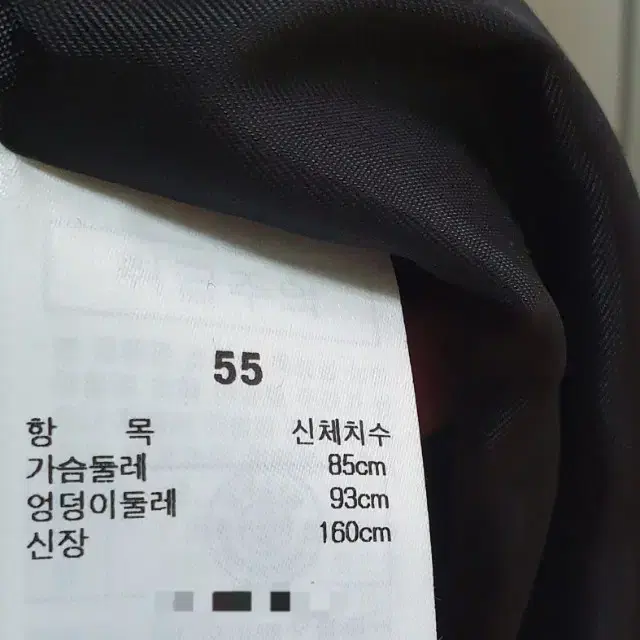 55
항 목 신체치수
가슴둘레 85cm
엉덩이둘레 93cm
신장 160cm